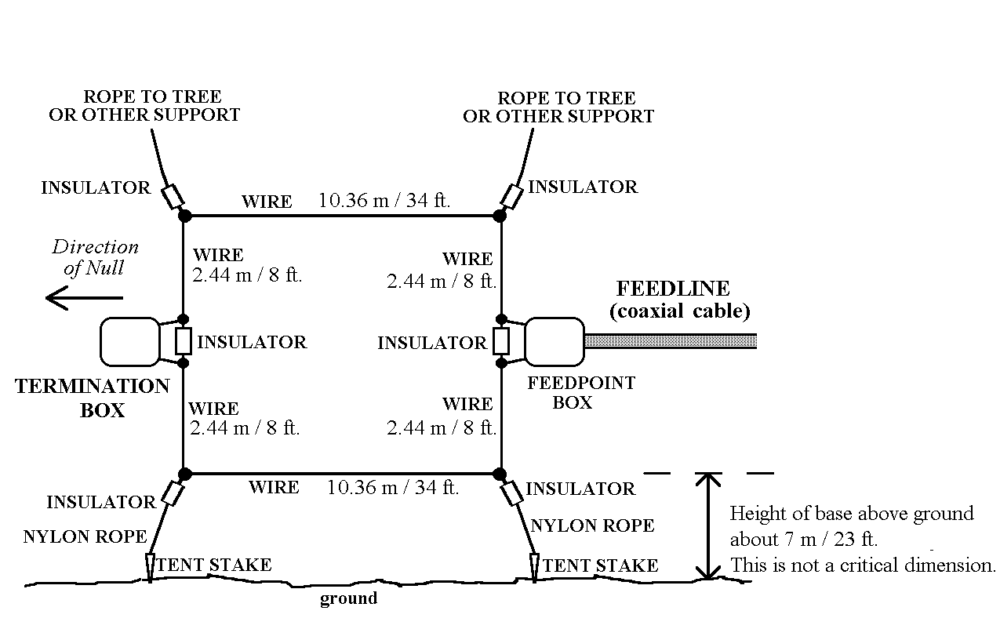 ROPE TO TREE
OR OTHER SUPPORT
ROPE TO TREE
OR OTHER SUPPORT
INSULATOR
INSULATOR
WIRE 10.36 m / 34 ft.
Direction
of Null
WIRE
2.44 m / 8 ft.
WIRE
2.44 m / 8 ft.
FEEDLINE
(coaxial cable)
INSULATOR
INSULATOR
TERMINATION
BOX
FEEDPOINT
BOX
WIRE
2.44 m / 8 ft.
WIRE
2.44 m / 8 ft.
WIRE 10.36 m / 34 ft.
INSULATOR
INSULATOR
NYLON ROPE
NYLON ROPE
TENT STAKE
TENT STAKE
Height of base above ground
about 7 m / 23 ft.
This is not a critical dimension.
ground